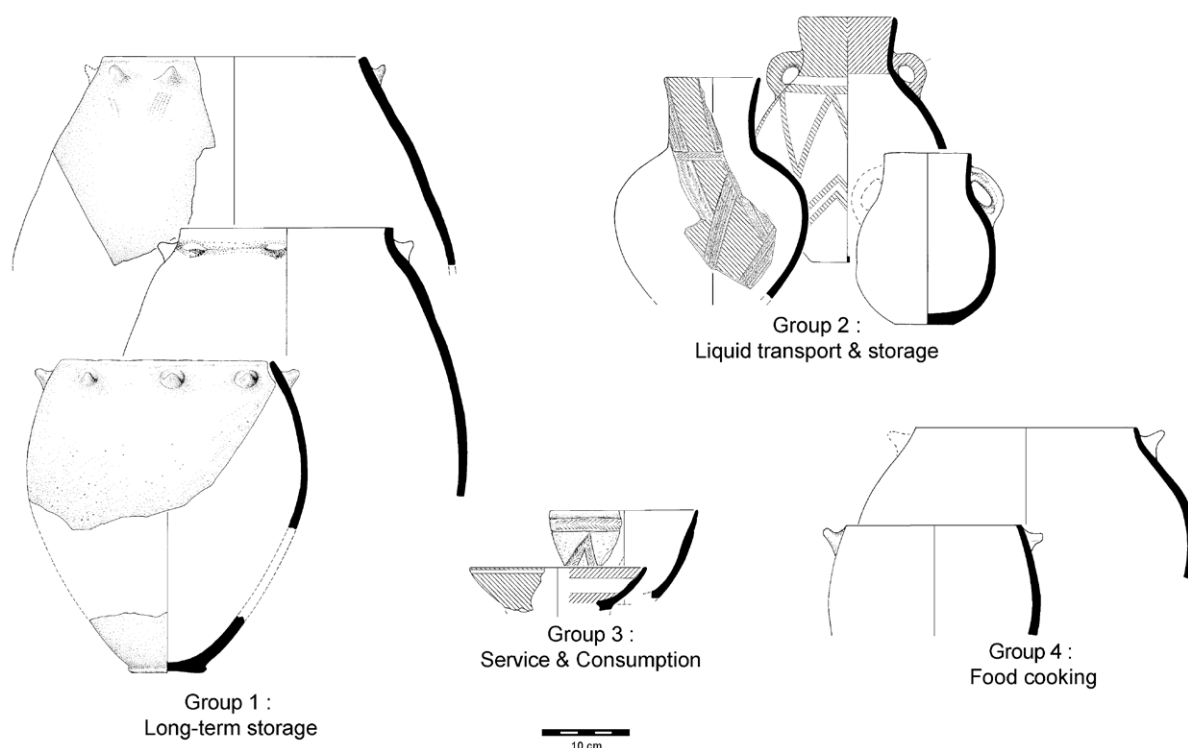 Group 2 :
Liquid transport & storage
Group 3 :
Service & Consumption
Group 4 :
Food cooking
Group 1 :
Long-term storage
10 cm